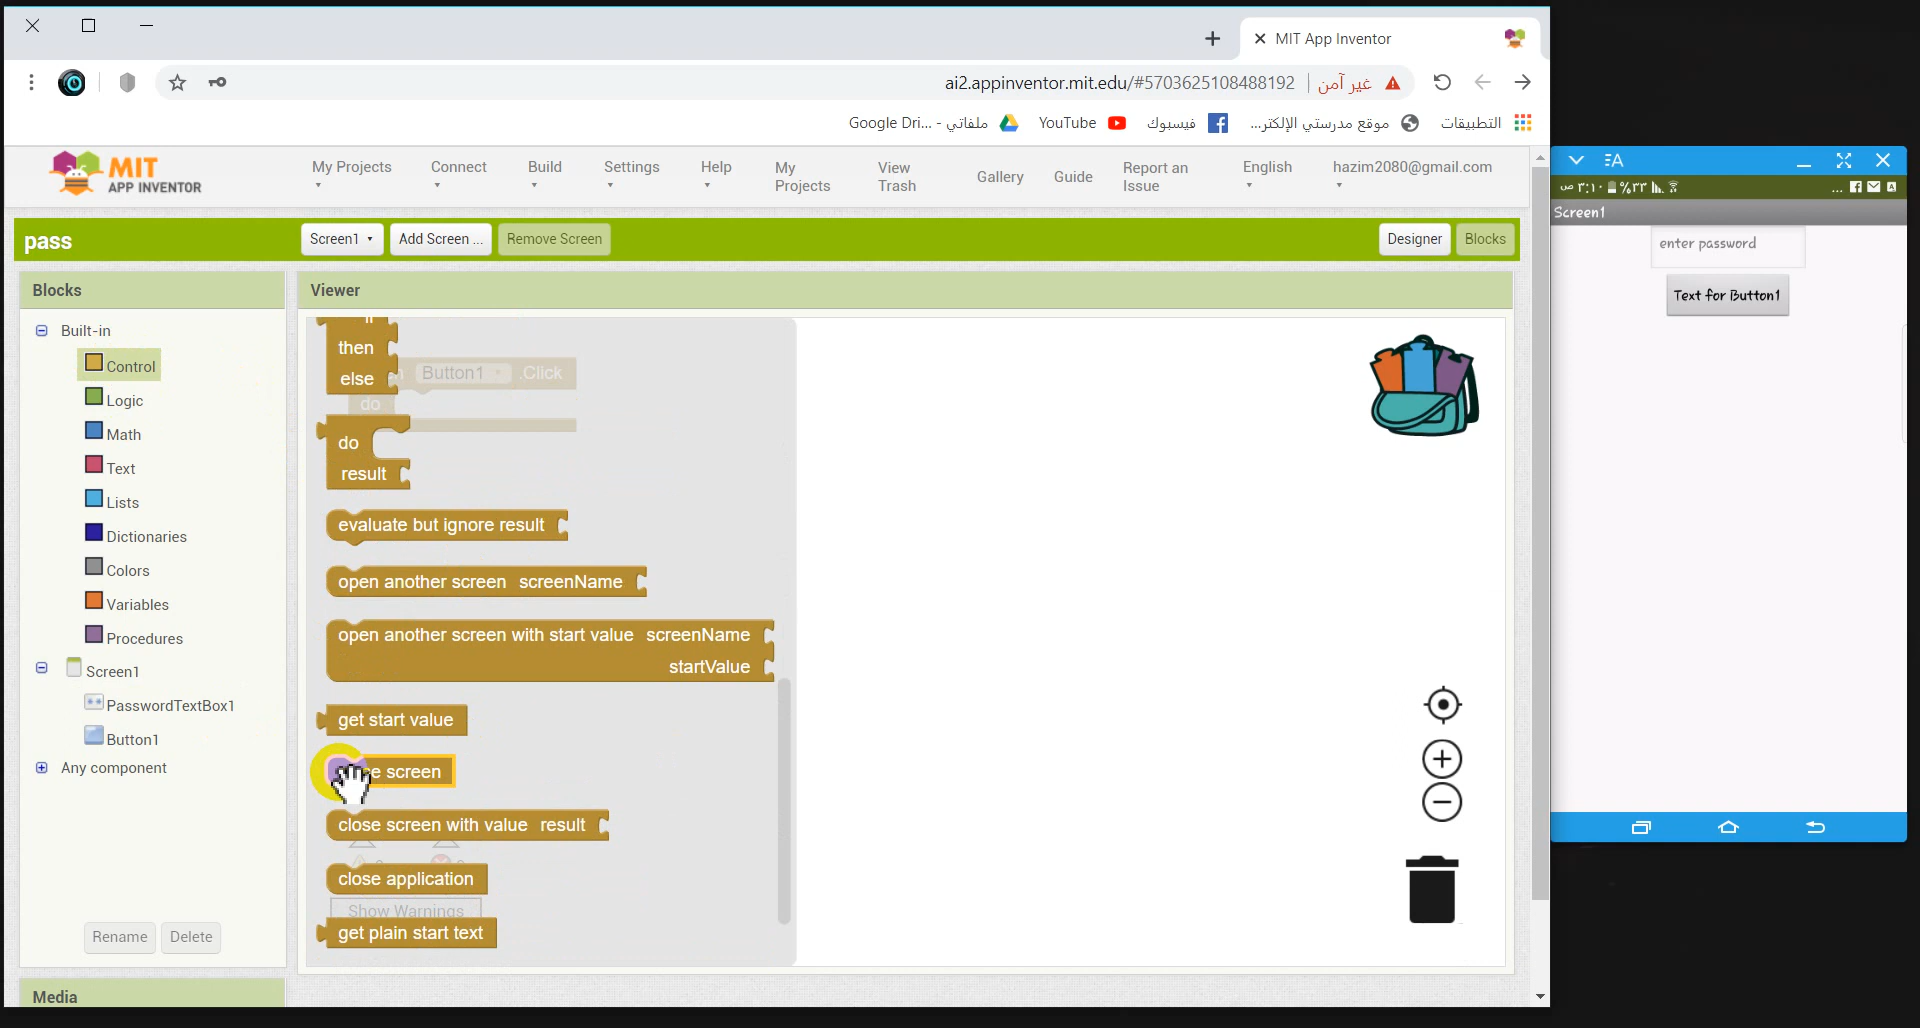 MIT App Inventor
ai2.appinventor.mit.edu/#5703625108488192
غير آمن
Google Dri... - ملفاتي
YouTube
فيسبوك
موقع مدرستي الإلكتر...
التطبيقات
MIT
APP INVENTOR
My Projects
Connect
Build
Settings
Help
My Projects
View Trash
Gallery
Guide
Report an Issue
English
hazim2080@gmail.com
pass
Screen1
Add Screen ...
Remove Screen
Designer
Blocks
Blocks
Built-in
Control
Logic
Math
Text
Lists
Dictionaries
Colors
Variables
Procedures
Screen1
PasswordTextBox1
Button1
Any component
Rename
Delete
Media
Viewer
then
else
Button1
.Click
do
do
result
evaluate but ignore result
open another screen screenName
open another screen with start value screenName
startValue
get start value
screen
close screen with value result
close application
Show Warnings
get plain start text
٣:١٠ ص
%٣٣
Screen1
enter password
Text for Button1